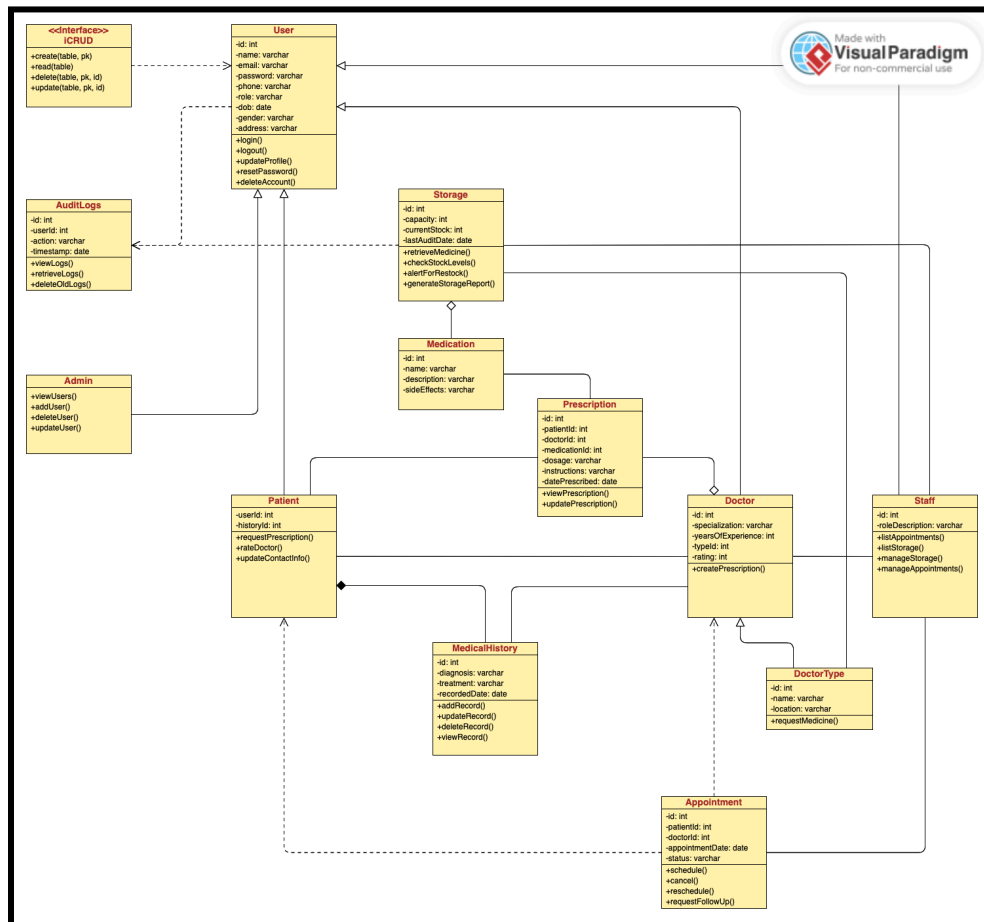 <<Interface>>
iCRUD
+create(table, pk)
+read(table)
+delete(table, pk, id)
+update(table, pk, id)
User
-id: int
-name: varchar
-email: varchar
-password: varchar
-phone: varchar
-role: varchar
-dob: date
-gender: varchar
-address: varchar
+login()
+logout()
+updateProfile()
+resetPassword()
+deleteAccount()
Made with
Visual Paradigm
For non-commercial use
AuditLogs
-id: int
-userId: int
-action: varchar
-timestamp: date
+viewLogs()
+retrieveLogs()
+deleteOldLogs()
Storage
-id: int
-capacity: int
-currentStock: int
-lastAuditDate: date
+retrieveMedicine()
+checkStockLevels()
+alertForRestock()
+generateStorageReport()
Medication
-id: int
-name: varchar
-description: varchar
-sideEffects: varchar
Admin
+viewUsers()
+addUser()
+deleteUser()
+updateUser()
Prescription
-id: int
-patientId: int
-doctorId: int
-medicationId: int
-dosage: varchar
-instructions: varchar
-datePrescribed: date
+viewPrescription()
+updatePrescription()
Patient
-userId: int
-historyId: int
+requestPrescription()
+rateDoctor()
+updateContactInfo()
Doctor
-id: int
-specialization: varchar
-yearsOfExperience: int
-typeId: int
-rating: int
+createPrescription()
Staff
-id: int
-roleDescription: varchar
+listAppointments()
+listStorage()
+manageStorage()
+manageAppointments()
MedicalHistory
-id: int
-diagnosis: varchar
-treatment: varchar
-recordedDate: date
+addRecord()
+updateRecord()
+deleteRecord()
+viewRecord()
DoctorType
-id: int
-name: varchar
-location: varchar
+requestMedicine()
Appointment
-id: int
-patientId: int
-doctorId: int
-appointmentDate: date
-status: varchar
+schedule()
+cancel()
+reschedule()
+requestFollowUp()